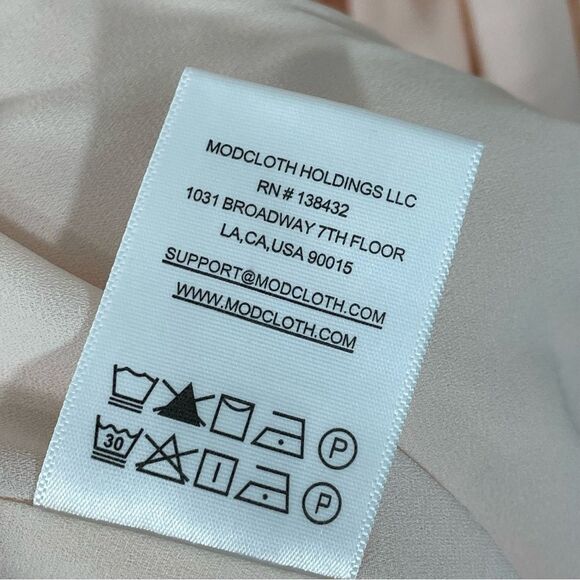 MODCLOTH HOLDINGS LLC
RN # 138432
1031 BROADWAY 7TH FLOOR
LA,CA,USA 90015
SUPPORT@MODCLOTH.COM
WWW.MODCLOTH.COM
P
30 P